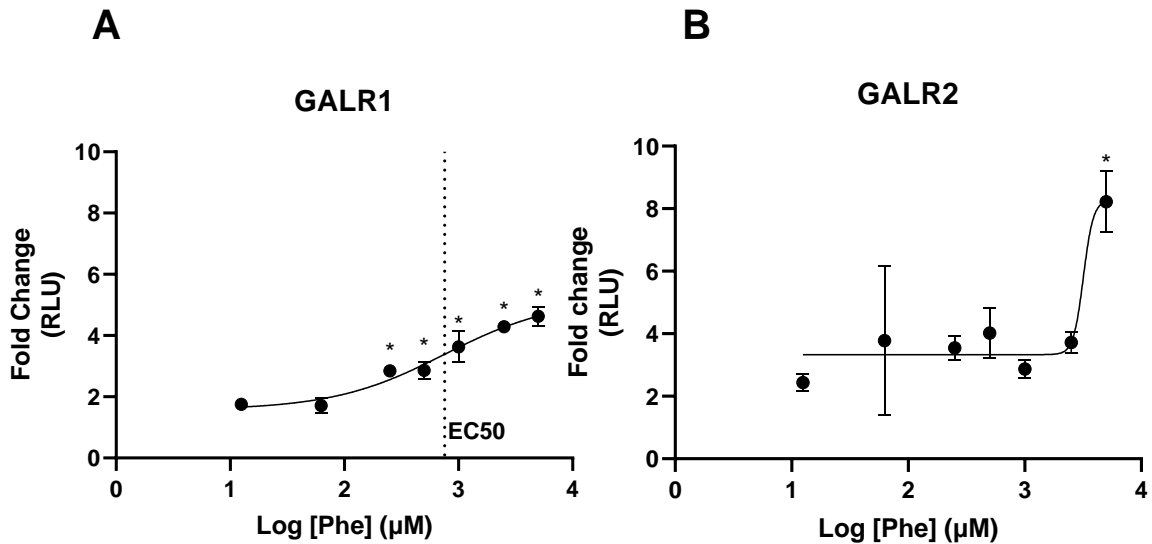 A
GALR1
Fold Change
(RLU)
10
8
6
4
2
0
* * * * *
EC50
0 1 2 3 4
Log [Phe] (µM)
B
GALR2
Fold change
(RLU)
10
8
6
4
2
0
*
0 1 2 3 4
Log [Phe] (µM)